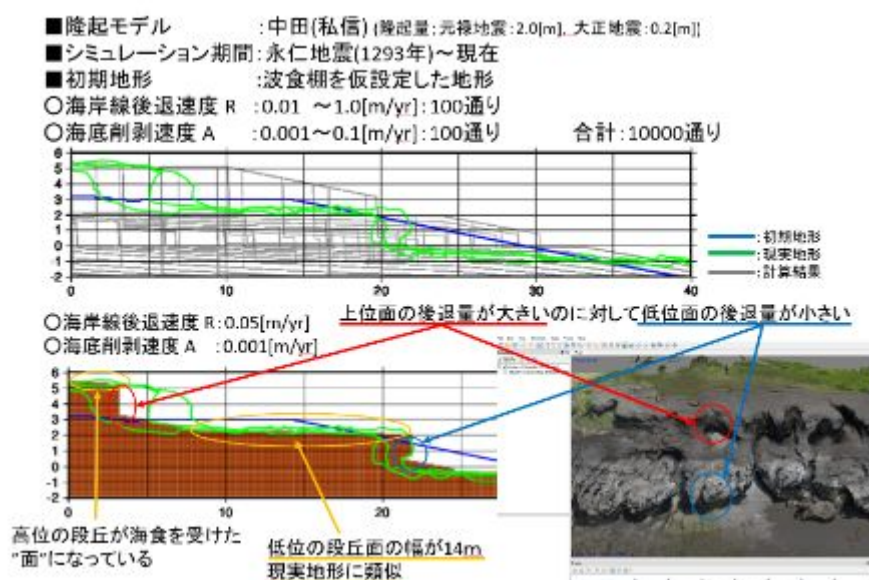 ■隆起モデル　　　:中田(私信) (隆起量:元禄地震:2.0[m]、大正地震:0.2[m])
■シミュレーション期間:永仁地震(1293年)～現在
■初期地形　　　　:波食棚を仮設定した地形
○海岸線後退速度 R　:0.01　～1.0[m/yr]:100通り
○海底削剥速度 A　:0.001～0.1[m/yr]:100通り　　　合計:10000通り
6
5
4
3
2
1
0
-1
-2
0 10 20 30 40
:初期地形
:現実地形
:計算結果
○海岸線後退速度 R:0.05[m/yr]
○海底削剥速度 A　:0.001[m/yr]
上位面の後退量が大きいのに対して低位面の後退量が小さい
6
5
4
3
2
1
0
-1
-2
0 10 20
高位の段丘が海食を受けた
"面"になっている
低位の段丘面の幅が14m
現実地形に類似